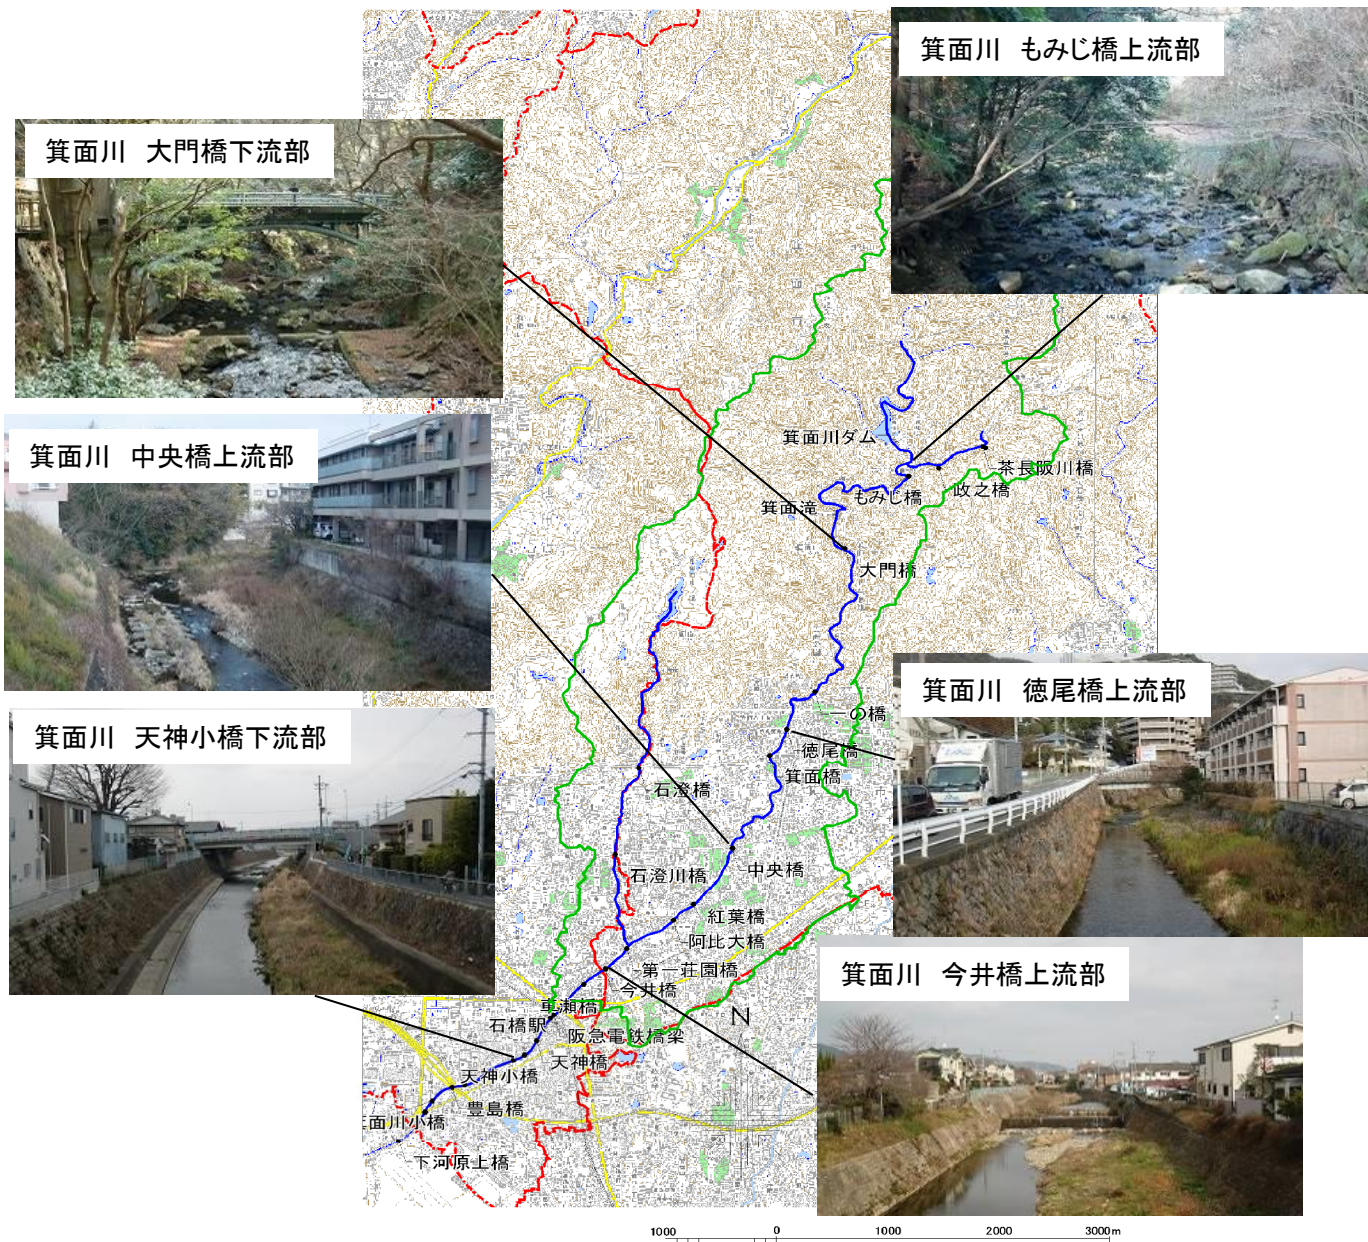 箕面川　もみじ橋上流部
箕面川　大門橋下流部
箕面川　中央橋上流部
箕面川　天神小橋下流部
箕面川　徳尾橋上流部
箕面川　今井橋上流部
箕面川ダム
茶長阪川橋
政之橋
もみじ橋
箕面滝
大門橋
一の橋
徳尾橋
箕面橋
石澄橋
中央橋
石澄川橋
紅葉橋
阿比大橋
第一荘園橋
今井橋
車瀬橋
N
石橋駅
阪急電鉄橋梁
天神橋
天神小橋
豊島橋
面川小橋
下河原上橋
1000 0 1000 2000 3000m